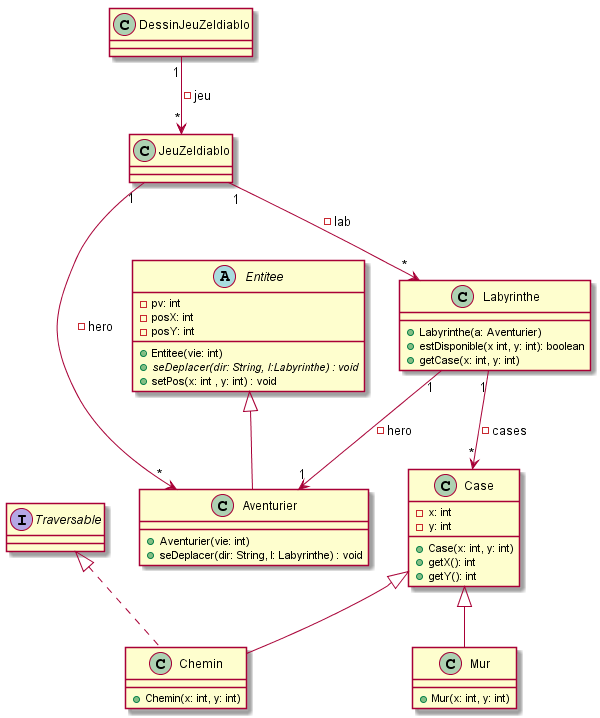 C DessinJeuZeldiablo
1
jeu
*
C JeuZeldiablo
1
1
lab
*
A Entitee
pv: int
posX: int
posY: int
Entitee(vie: int)
seDeplacer(dir: String, l:Labyrinthe) : void
setPos(x: int , y: int) : void
C Labyrinthe
Labyrinthe(a: Aventurier)
estDisponible(x int, y: int): boolean
getCase(x: int, y: int)
hero
1
1
hero
cases
*
1
*
C Aventurier
Aventurier(vie: int)
seDeplacer(dir: String, l: Labyrinthe) : void
C Case
x: int
y: int
Case(x: int, y: int)
getX(): int
getY(): int
I Traversable
C Chemin
Chemin(x: int, y: int)
C Mur
Mur(x: int, y: int)